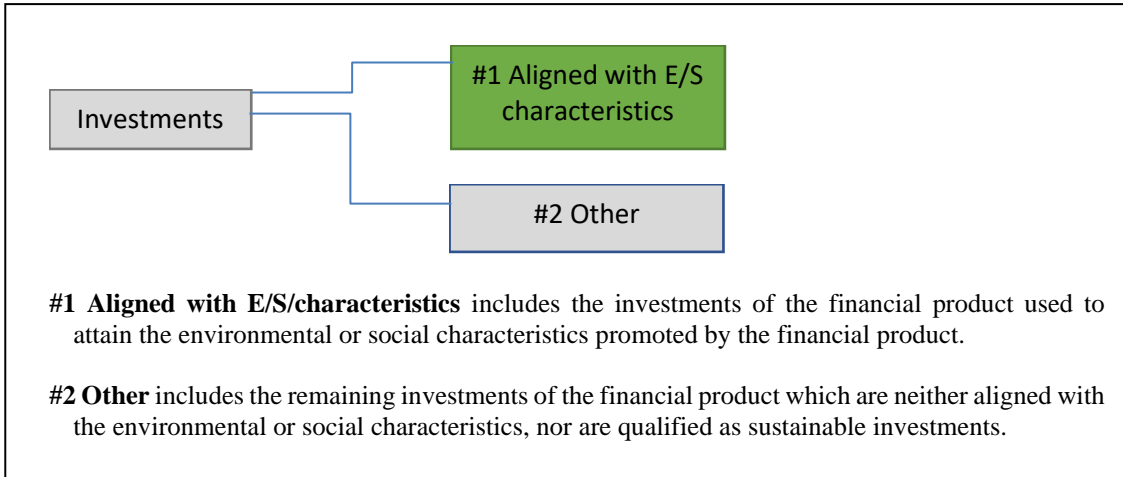 #1 Aligned with E/S
characteristics
Investments
#2 Other
#1 Aligned with E/S/characteristics includes the investments of the financial product used to
attain the environmental or social characteristics promoted by the financial product.
#2 Other includes the remaining investments of the financial product which are neither aligned with
the environmental or social characteristics, nor are qualified as sustainable investments.